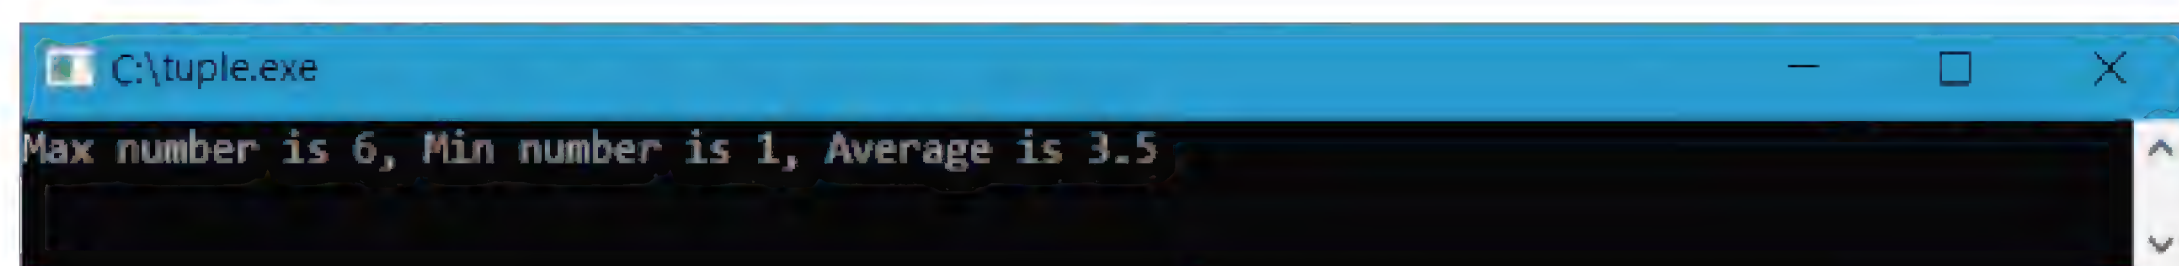 C:\tuple.exe
Max number is 6, Min number is 1, Average is 3.5